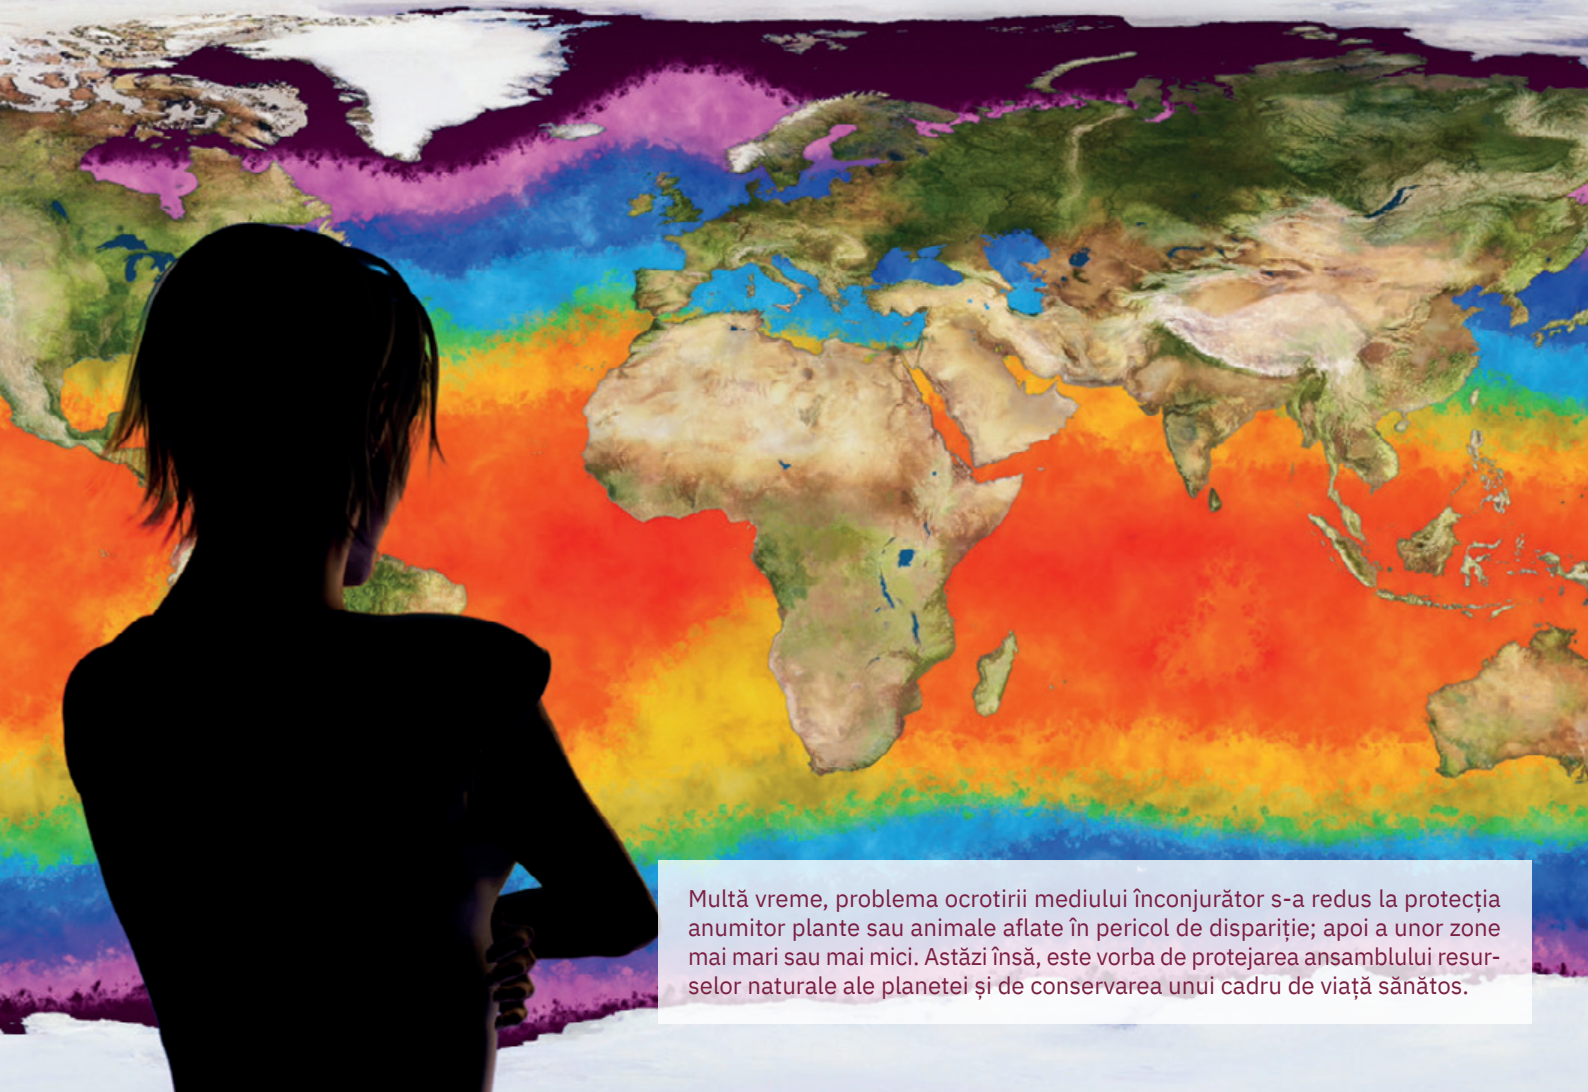 Multă vreme, problema ocrotirii mediului înconjurător s-a redus la protecția
anumitor plante sau animale aflate în pericol de dispariție; apoi a unor zone
mai mari sau mai mici. Astăzi însă, este vorba de protejarea ansamblului resur-
selor naturale ale planetei și de conservarea unui cadru de viață sănătos.